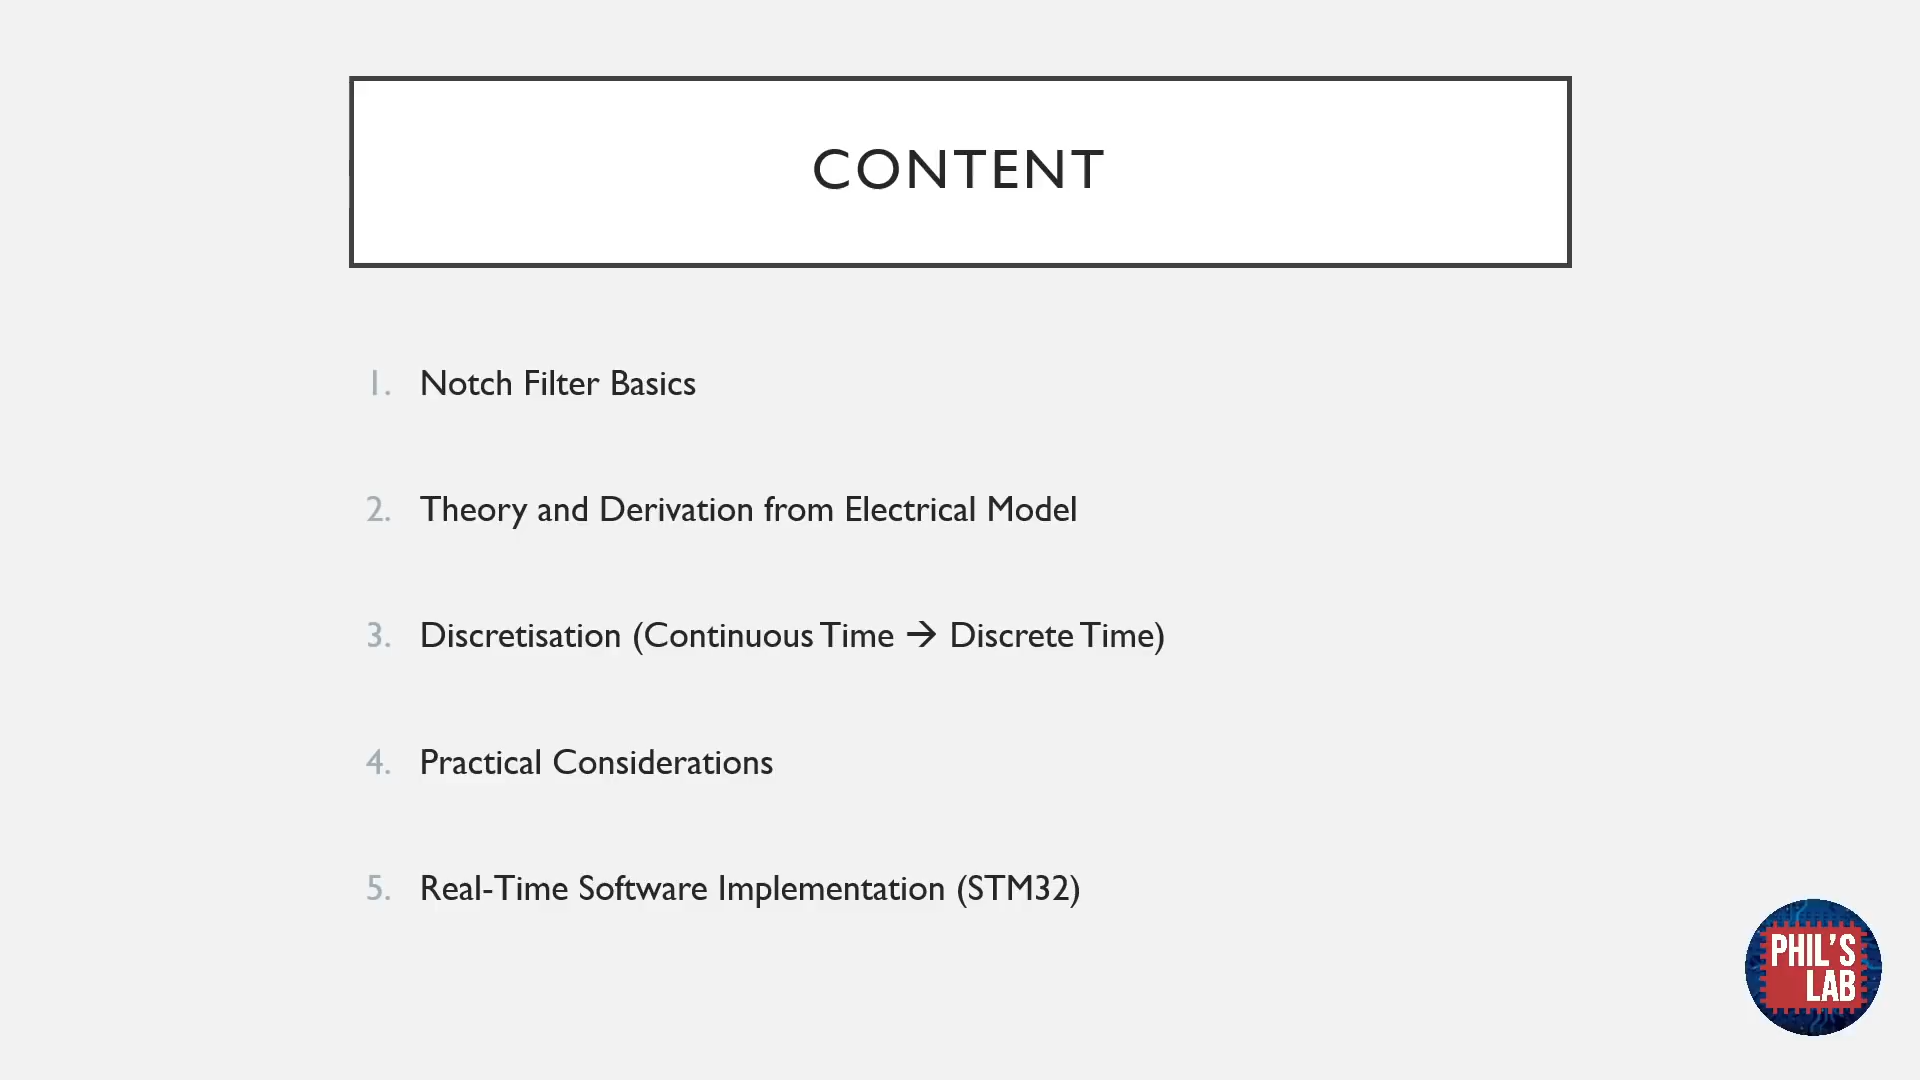 CONTENT
1. Notch Filter Basics
2. Theory and Derivation from Electrical Model
3. Discretisation (Continuous Time → Discrete Time)
4. Practical Considerations
5. Real-Time Software Implementation (STM32)
PHIL'S
LAB